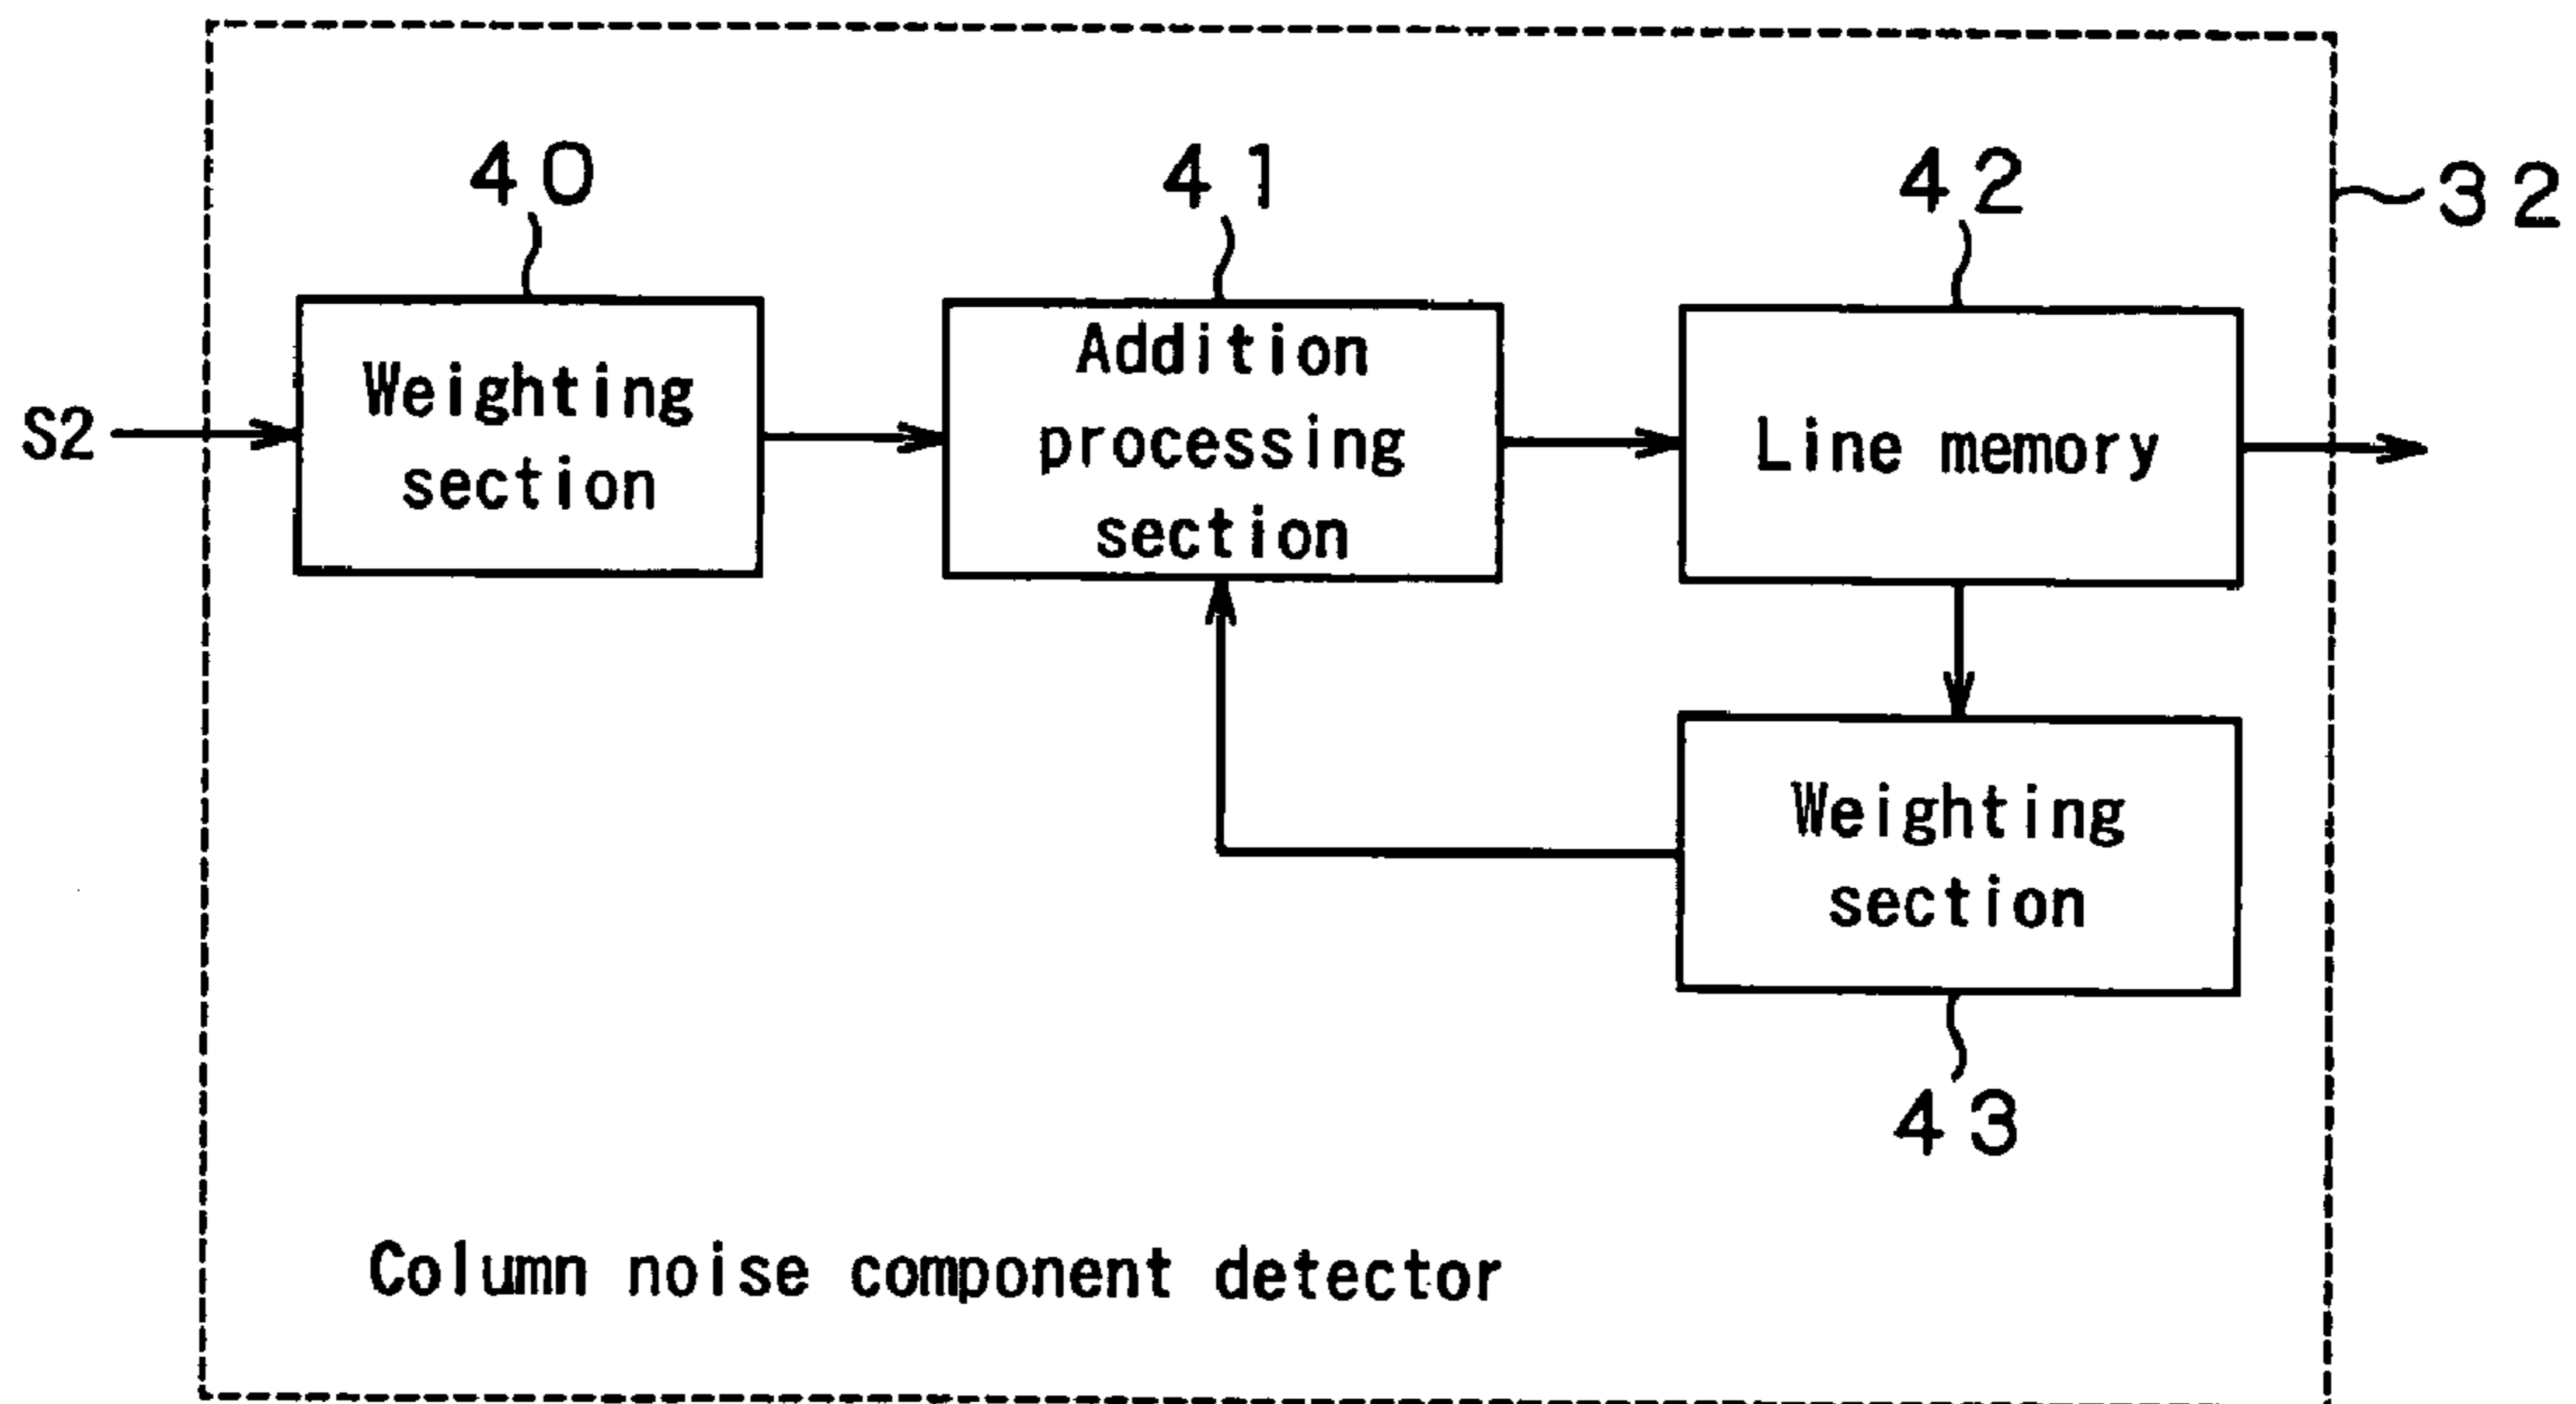 40
41
42
32
S2
Weighting
section
Addition
processing
section
Line memory
Weighting
section
43
Column noise component detector